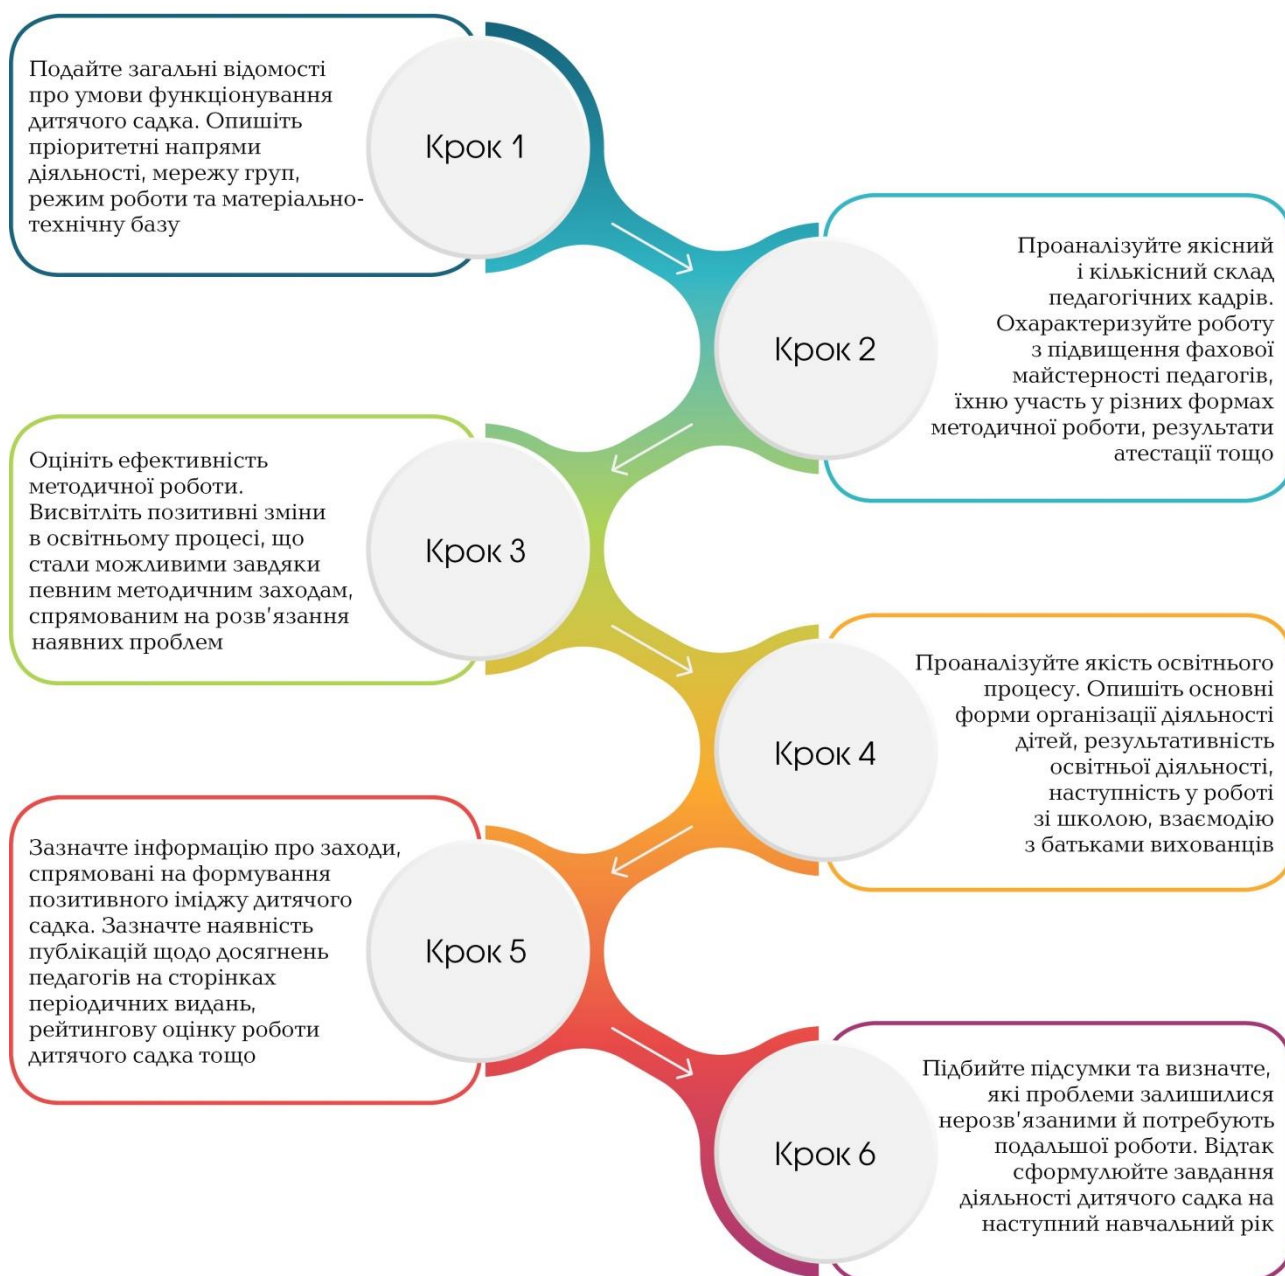 Подайте загальні відомості
про умови функціонування
дитячого садка. Опишіть
пріоритетні напрями
діяльності, мережу груп,
режим роботи та матеріально-
технічну базу
Крок 1
Проаналізуйте якісний
і кількісний склад
педагогічних кадрів.
Охарактеризуйте роботу
з підвищення фахової
майстерності педагогів,
їхню участь у різних формах
методичної роботи, результати
атестації тощо
Крок 2
Оцініть ефективність
методичної роботи.
Висвітліть позитивні зміни
в освітньому процесі, що
стали можливими завдяки
певним методичним заходам,
спрямованим на розв’язання
наявних проблем
Крок 3
Проаналізуйте якість освітнього
процесу. Опишіть основні
форми організації діяльності
дітей, результативність
освітньої діяльності,
наступність у роботі
зі школою, взаємодію
з батьками вихованців
Крок 4
Зазначте інформацію про заходи,
спрямовані на формування
позитивного іміджу дитячого
садка. Зазначте наявність
публікацій щодо досягнень
педагогів на сторінках
періодичних видань,
рейтингову оцінку роботи
дитячого садка тощо
Крок 5
Підбийте підсумки та визначте,
які проблеми залишилися
нерозв’язаними й потребують
подальшої роботи. Відтак
сформулюйте завдання
діяльності дитячого садка на
наступний навчальний рік
Крок 6